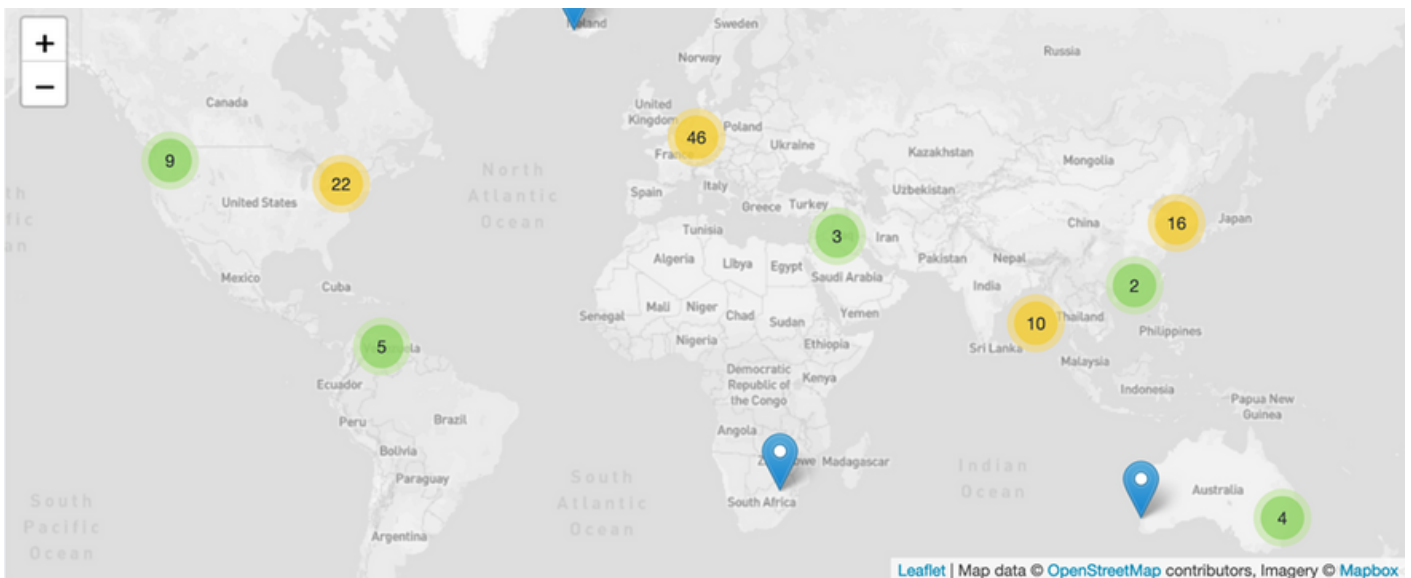 +
−
Iceland
Sweden
Russia
Norway
Canada
United
Kingdom
46
Poland
Ukraine
France
Kazakhstan
Mongolia
9
22
North
Atlantic
Ocean
Spain
Italy
Uzbekistan
United States
Greece
Turkey
China
16
Japan
Tunisia
3
Iran
Algeria
Libya
Egypt
Pakistan
Nepal
Mexico
Saudi Arabia
India
2
Cuba
Senegal
Mali
Niger
Chad
Sudan
Yemen
10
Thailand
Philippines
Nigeria
Ethiopia
Sri Lanka
5
Malaysia
Ecuador
Democratic
Republic of
the Congo
Kenya
Indonesia
Papua New
Guinea
Peru
Brazil
Angola
Bolivia
Madagascar
Indian
Ocean
Paraguay
South
Atlantic
Ocean
South Africa
Australia
4
South
Pacific
Ocean
Argentina
Leaflet | Map data © OpenStreetMap contributors, Imagery © Mapbox